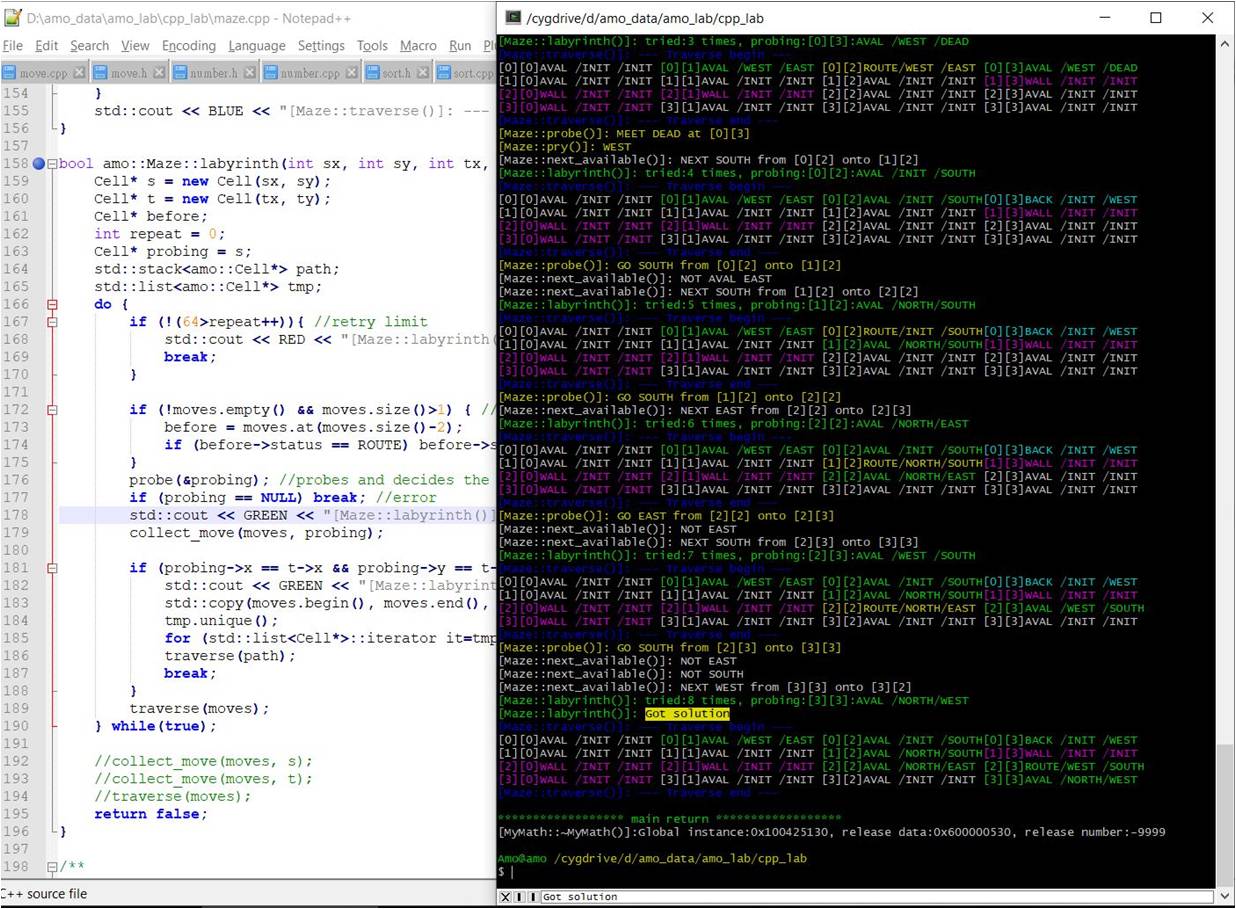 D:\amo_data\amo_lab\cpp_lab\maze.cpp - Notepad++
File Edit Search View Encoding Language Settings Tools Macro Run Pl
move.cpp move.h number.h number.cpp sort.h sort.cpp
154 }
155 std::cout << BLUE << "[Maze::traverse()]: ---
156 }
157
158 bool amo::Maze::labyrinth(int sx, int sy, int tx,
159 Cell* s = new Cell(sx, sy);
160 Cell* t = new Cell(tx, ty);
161 Cell* before;
162 int repeat = 0;
163 Cell* probing = s;
164 std::stack<amo::Cell*> path;
165 std::list<amo::Cell*> tmp;
166 do {
167 if (!(64>repeat++)){ //retry limit
168 std::cout << RED << "[Maze::labyrinth(
169 break;
170 }
171
172 if (!moves.empty() && moves.size()>1) { //
173 before = moves.at(moves.size()-2);
174 if (before->status == ROUTE) before->s
175 }
176 probe(&probing); //probes and decides the
177 if (probing == NULL) break; //error
178 std::cout << GREEN << "[Maze::labyrinth()]
179 collect_move(moves, probing);
180
181 if (probing->x == t->x && probing->y == t-
182 std::cout << GREEN << "[Maze::labyrint
183 std::copy(moves.begin(), moves.end(),
184 tmp.unique();
185 for (std::list<Cell*>::iterator it=tmp
186 traverse(path);
187 break;
188 }
189 traverse(moves);
190 } while(true);
191
192 //collect_move(moves, s);
193 //collect_move(moves, t);
194 //traverse(moves);
195 return false;
196 }
197
198 /**
C++ source file
/cygdrive/d/amo_data/amo_lab/cpp_lab
[Maze::labyrinth()]: tried:3 times, probing:[0][3]:AVAL /WEST /DEAD
[Maze::traverse()]: --- Traverse begin ---
[0][0]AVAL /INIT /INIT [0][1]AVAL /WEST /EAST [0][2]ROUTE/WEST /EAST [0][3]AVAL /WEST /DEAD
[1][0]AVAL /INIT /INIT [1][1]AVAL /INIT /INIT [1][2]AVAL /INIT /INIT [1][3]WALL /INIT /INIT
[2][0]WALL /INIT /INIT [2][1]WALL /INIT /INIT [2][2]AVAL /INIT /INIT [2][3]AVAL /INIT /INIT
[3][0]WALL /INIT /INIT [3][1]AVAL /INIT /INIT [3][2]AVAL /INIT /INIT [3][3]AVAL /INIT /INIT
[Maze::traverse()]: --- Traverse end ---
[Maze::probe()]: MEET DEAD at [0][3]
[Maze::pry()]: WEST
[Maze::next_available()]: NEXT SOUTH from [0][2] onto [1][2]
[Maze::labyrinth()]: tried:4 times, probing:[0][2]:AVAL /INIT /SOUTH
[Maze::traverse()]: --- Traverse begin ---
[0][0]AVAL /INIT /INIT [0][1]AVAL /WEST /EAST [0][2]AVAL /INIT /SOUTH[0][3]BACK /INIT /WEST
[1][0]AVAL /INIT /INIT [1][1]AVAL /INIT /INIT [1][2]AVAL /INIT /INIT [1][3]WALL /INIT /INIT
[2][0]WALL /INIT /INIT [2][1]WALL /INIT /INIT [2][2]AVAL /INIT /INIT [2][3]AVAL /INIT /INIT
[3][0]WALL /INIT /INIT [3][1]AVAL /INIT /INIT [3][2]AVAL /INIT /INIT [3][3]AVAL /INIT /INIT
[Maze::traverse()]: --- Traverse end ---
[Maze::probe()]: GO SOUTH from [0][2] onto [1][2]
[Maze::next_available()]: NOT AVAL EAST
[Maze::next_available()]: NEXT SOUTH from [1][2] onto [2][2]
[Maze::labyrinth()]: tried:5 times, probing:[1][2]:AVAL /NORTH/SOUTH
[Maze::traverse()]: --- Traverse begin ---
[0][0]AVAL /INIT /INIT [0][1]AVAL /WEST /EAST [0][2]ROUTE/INIT /SOUTH[0][3]BACK /INIT /WEST
[1][0]AVAL /INIT /INIT [1][1]AVAL /INIT /INIT [1][2]AVAL /NORTH/SOUTH[1][3]WALL /INIT /INIT
[2][0]WALL /INIT /INIT [2][1]WALL /INIT /INIT [2][2]AVAL /INIT /INIT [2][3]AVAL /INIT /INIT
[3][0]WALL /INIT /INIT [3][1]AVAL /INIT /INIT [3][2]AVAL /INIT /INIT [3][3]AVAL /INIT /INIT
[Maze::traverse()]: --- Traverse end ---
[Maze::probe()]: GO SOUTH from [1][2] onto [2][2]
[Maze::next_available()]: NEXT EAST from [2][2] onto [2][3]
[Maze::labyrinth()]: tried:6 times, probing:[2][2]:AVAL /NORTH/EAST
[Maze::traverse()]: --- Traverse begin ---
[0][0]AVAL /INIT /INIT [0][1]AVAL /WEST /EAST [0][2]AVAL /INIT /SOUTH[0][3]BACK /INIT /WEST
[1][0]AVAL /INIT /INIT [1][1]AVAL /INIT /INIT [1][2]ROUTE/NORTH/SOUTH[1][3]WALL /INIT /INIT
[2][0]WALL /INIT /INIT [2][1]WALL /INIT /INIT [2][2]AVAL /NORTH/EAST [2][3]AVAL /INIT /INIT
[3][0]WALL /INIT /INIT [3][1]AVAL /INIT /INIT [3][2]AVAL /INIT /INIT [3][3]AVAL /INIT /INIT
[Maze::traverse()]: --- Traverse end ---
[Maze::probe()]: GO EAST from [2][2] onto [2][3]
[Maze::next_available()]: NOT EAST
[Maze::next_available()]: NEXT SOUTH from [2][3] onto [3][3]
[Maze::labyrinth()]: tried:7 times, probing:[2][3]:AVAL /WEST /SOUTH
[Maze::traverse()]: --- Traverse begin ---
[0][0]AVAL /INIT /INIT [0][1]AVAL /WEST /EAST [0][2]AVAL /INIT /SOUTH[0][3]BACK /INIT /WEST
[1][0]AVAL /INIT /INIT [1][1]AVAL /INIT /INIT [1][2]AVAL /NORTH/SOUTH[1][3]WALL /INIT /INIT
[2][0]WALL /INIT /INIT [2][1]WALL /INIT /INIT [2][2]ROUTE/NORTH/EAST [2][3]AVAL /WEST /SOUTH
[3][0]WALL /INIT /INIT [3][1]AVAL /INIT /INIT [3][2]AVAL /INIT /INIT [3][3]AVAL /INIT /INIT
[Maze::traverse()]: --- Traverse end ---
[Maze::probe()]: GO SOUTH from [2][3] onto [3][3]
[Maze::next_available()]: NOT EAST
[Maze::next_available()]: NOT SOUTH
[Maze::next_available()]: NEXT WEST from [3][3] onto [3][2]
[Maze::labyrinth()]: tried:8 times, probing:[3][3]:AVAL /NORTH/WEST
[Maze::labyrinth()]: Got solution
[Maze::traverse()]: --- Traverse begin ---
[0][0]AVAL /INIT /INIT [0][1]AVAL /WEST /EAST [0][2]AVAL /INIT /SOUTH[0][3]BACK /INIT /WEST
[1][0]AVAL /INIT /INIT [1][1]AVAL /INIT /INIT [1][2]AVAL /NORTH/SOUTH[1][3]WALL /INIT /INIT
[2][0]WALL /INIT /INIT [2][1]WALL /INIT /INIT [2][2]AVAL /NORTH/EAST [2][3]ROUTE/WEST /SOUTH
[3][0]WALL /INIT /INIT [3][1]AVAL /INIT /INIT [3][2]AVAL /INIT /INIT [3][3]AVAL /NORTH/WEST
[Maze::traverse()]: --- Traverse end ---
****************** main return ******************
[MyMath::~MyMath()]:Global instance:0x100425130, release data:0x600000530, release number:-9999
Amo@amo /cygdrive/d/amo_data/amo_lab/cpp_lab
$
Got solution